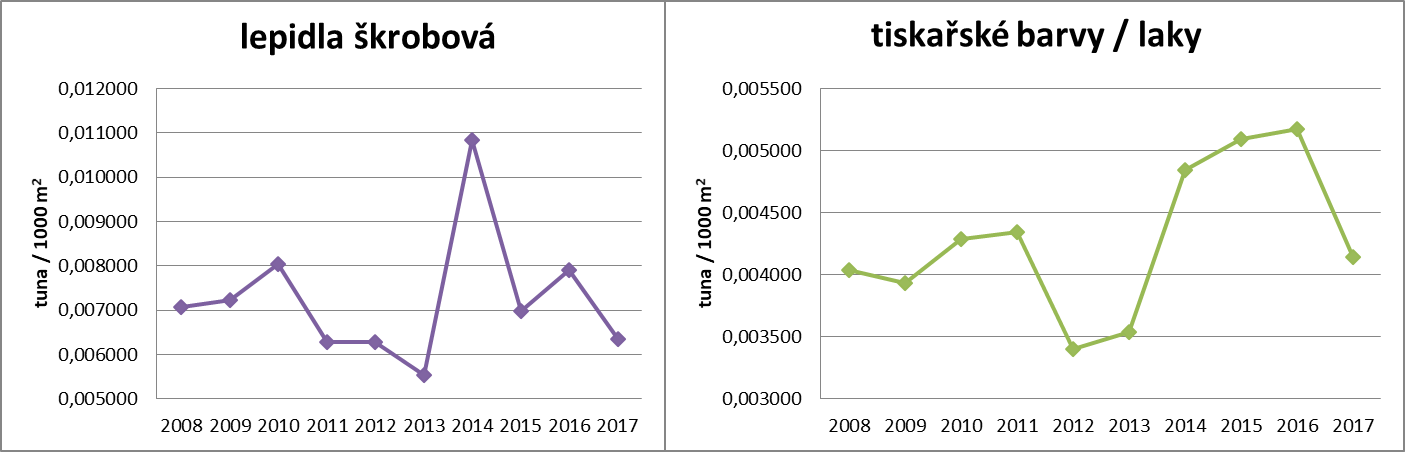 lepidla škrobová
tuna / 1000 m²
0,012000
0,011000
0,010000
0,009000
0,008000
0,007000
0,006000
0,005000
2008 2009 2010 2011 2012 2013 2014 2015 2016 2017
tiskařské barvy / laky
tuna / 1000 m²
0,005500
0,005000
0,004500
0,004000
0,003500
0,003000
2008 2009 2010 2011 2012 2013 2014 2015 2016 2017